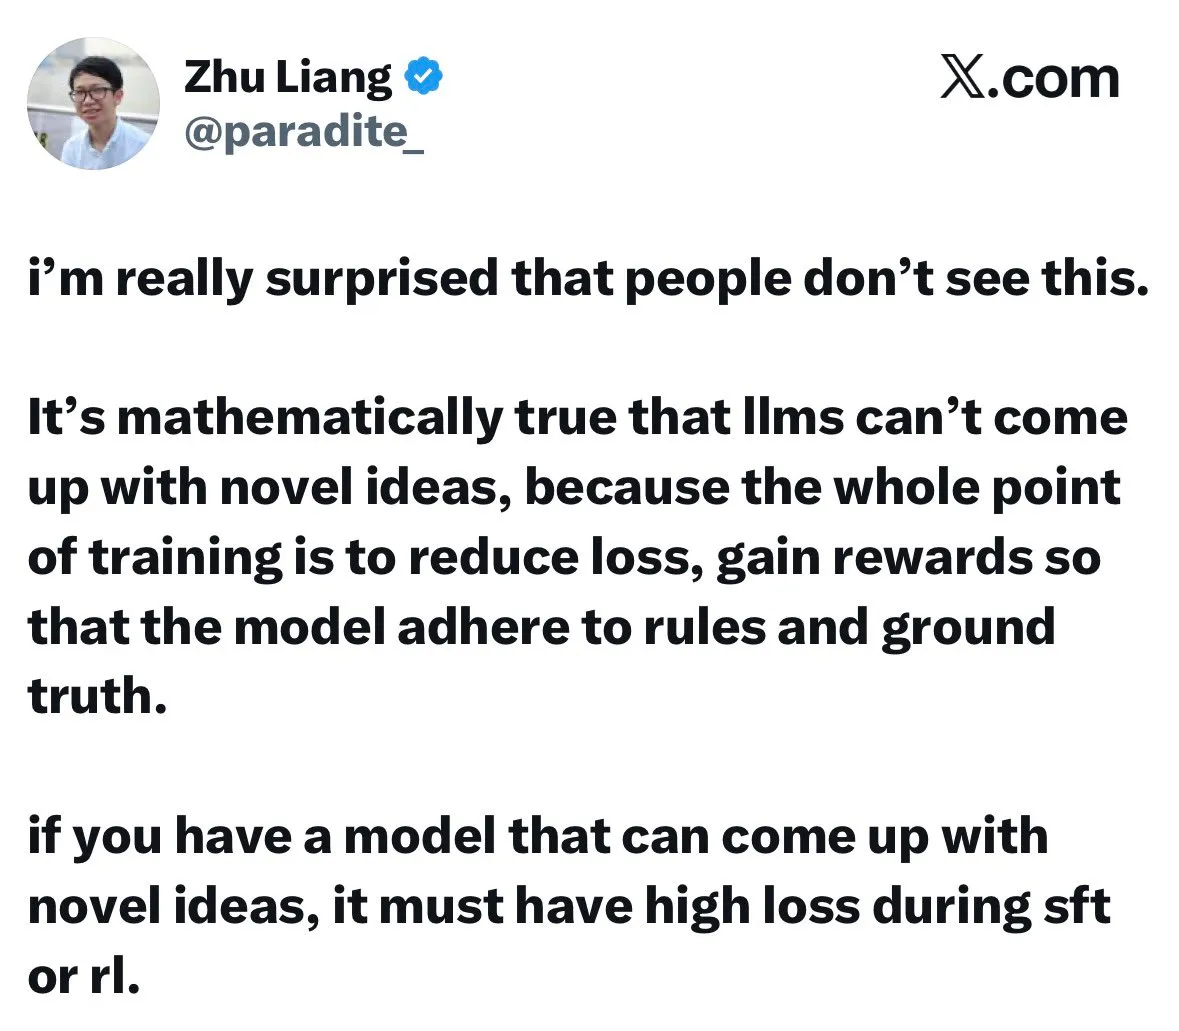 Zhu Liang
X.com
@paradite_
i’m really surprised that people don’t see this.
It’s mathematically true that llms can’t come
up with novel ideas, because the whole point
of training is to reduce loss, gain rewards so
that the model adhere to rules and ground
truth.
if you have a model that can come up with
novel ideas, it must have high loss during sft
or rl.